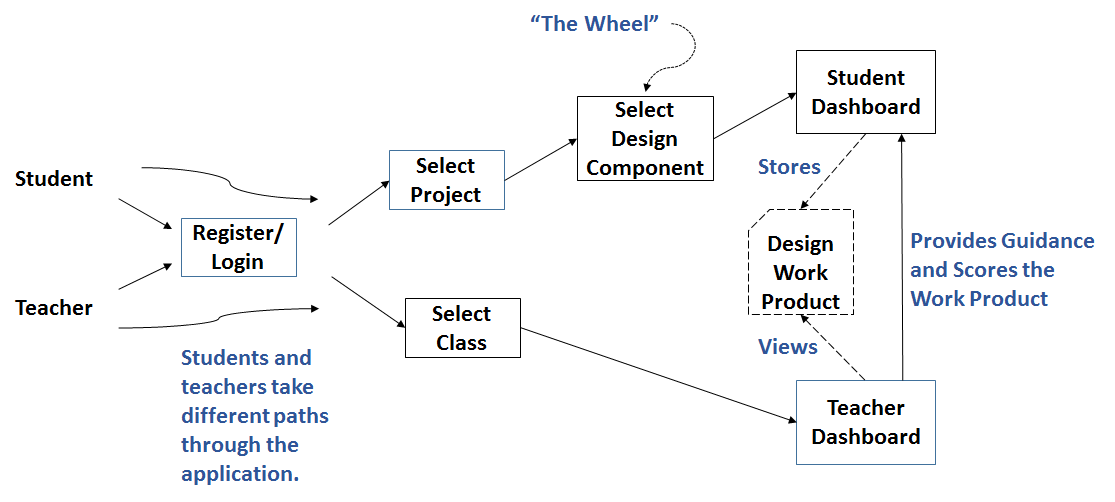 “The Wheel”
Student
Dashboard
Select
Design
Component
Select
Project
Stores
Student
Register/
Login
Design
Work
Product
Provides Guidance
and Scores the
Work Product
Teacher
Select
Class
Views
Students and
teachers take
different paths
through the
application.
Teacher
Dashboard